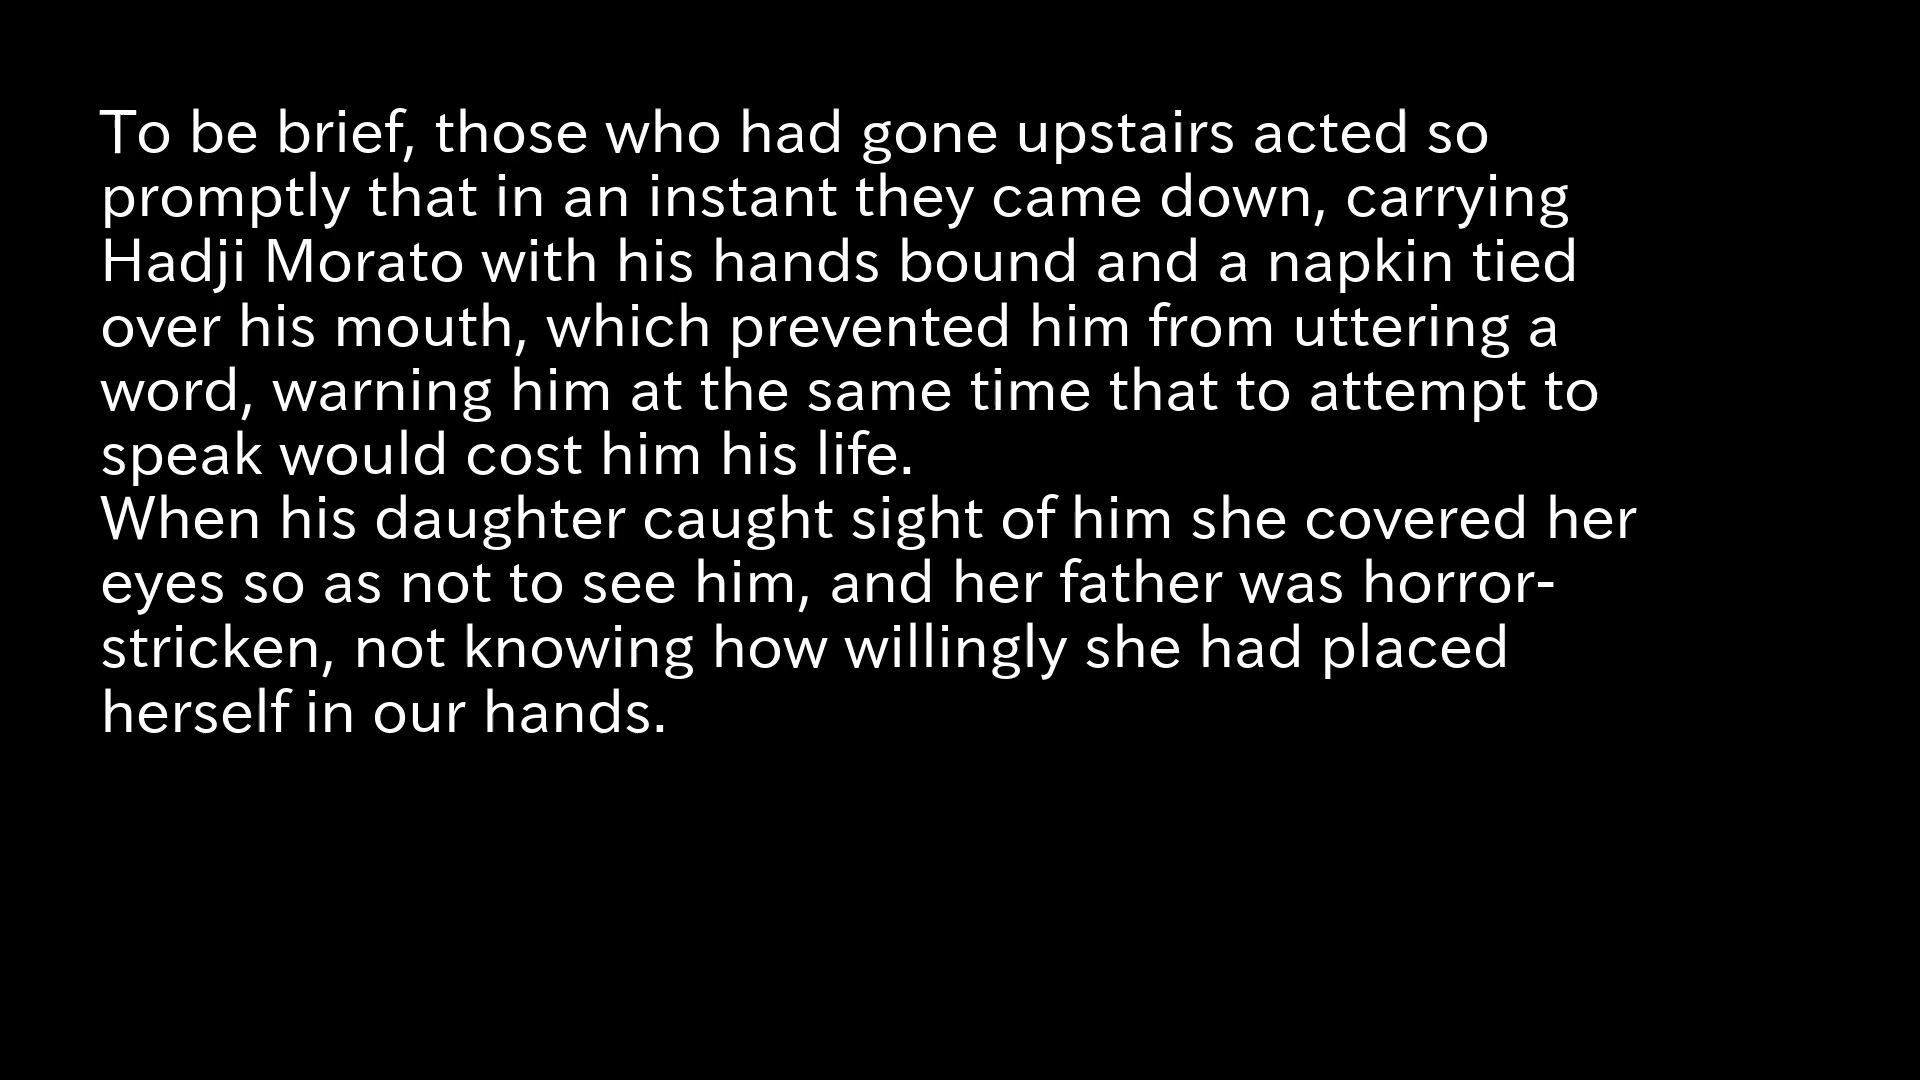 To be brief, those who had gone upstairs acted so
promptly that in an instant they came down, carrying
Hadji Morato with his hands bound and a napkin tied
over his mouth, which prevented him from uttering a
word, warning him at the same time that to attempt to
speak would cost him his life.
When his daughter caught sight of him she covered her
eyes so as not to see him, and her father was horror-
stricken, not knowing how willingly she had placed
herself in our hands.